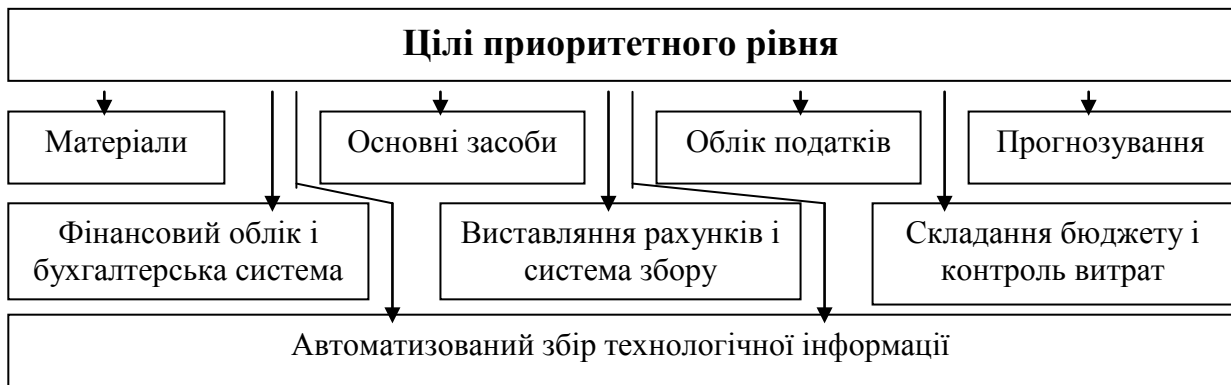 Цілі приоритетного рівня
Матеріали
Основні засоби
Облік податків
Прогнозування
Фінансовий облік і
бухгалтерська система
Виставляння рахунків і
система збору
Складання бюджету і
контроль витрат
Автоматизований збір технологічної інформації